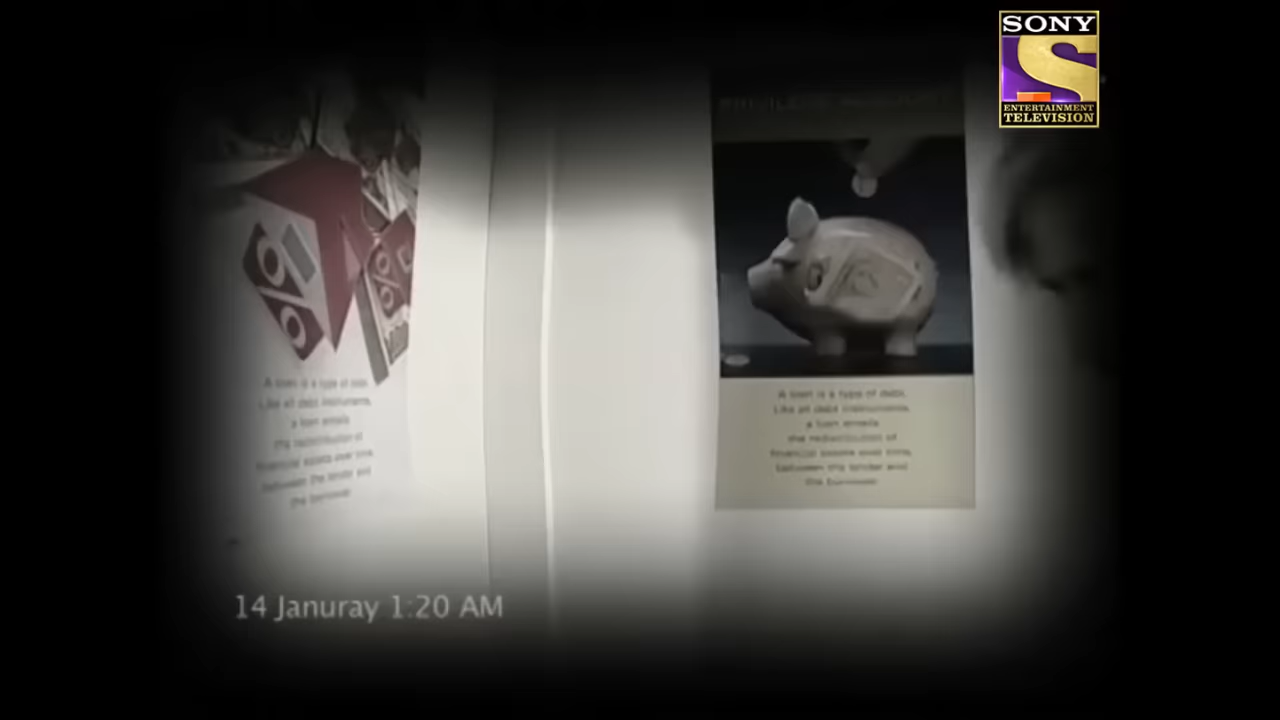 SONY
ENTERTAINMENT
TELEVISION
A loan is a type of debt.
Like all debt instruments,
a loan entails
the redistribution of
financial assets over time,
between the lender and
the borrower.
A loan is a type of debt.
Like all debt instruments,
a loan entails
the redistribution of
financial assets over time,
between the lender and
the borrower.
14 Januray 1:20 AM